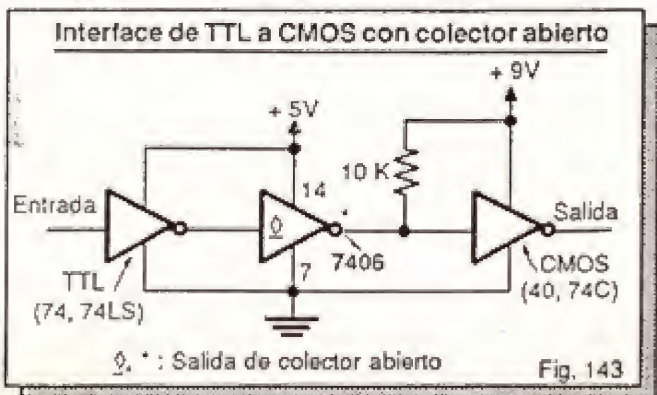 Interface de TTL a CMOS con colector abierto
+ 9V
+ 5V
14
10 K
Entrada
Salida
7
7406
TTL
(74, 74LS)
CMOS
(40, 74C)
◊, * : Salida de colector abierto
Fig. 143